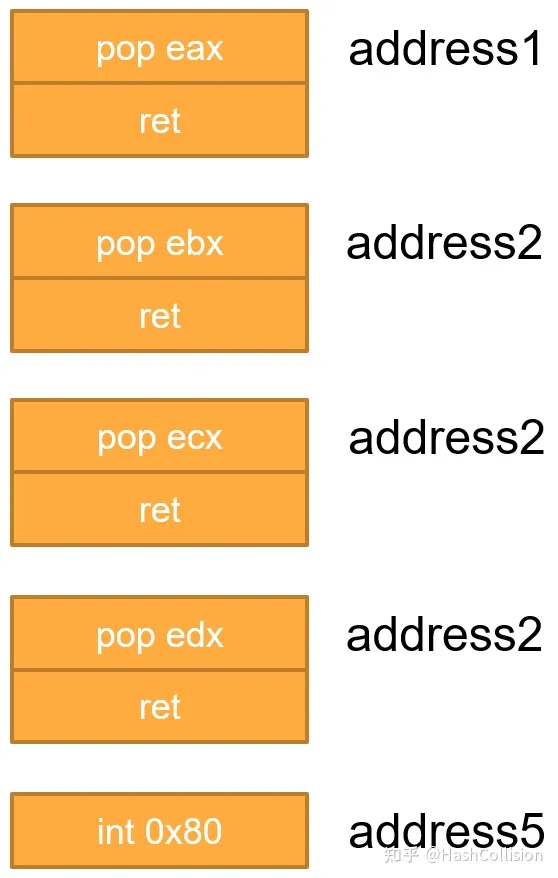 pop eax
address1
ret
pop ebx
address2
ret
pop ecx
address2
ret
pop edx
address2
ret
int 0x80
address5
知乎 @HashCollision